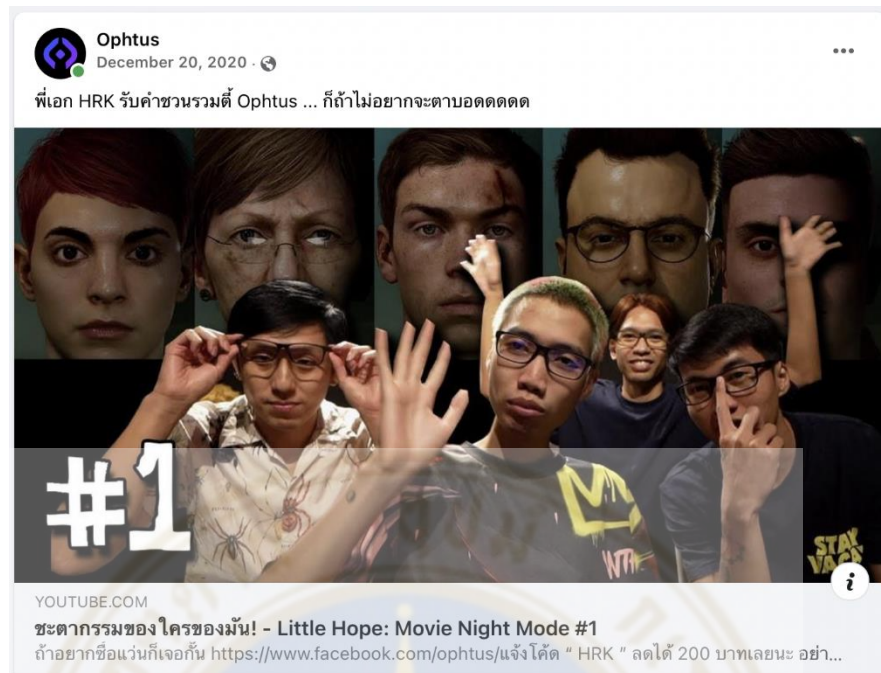 Ophtus
December 20, 2020 ·
พี่เอก HRK รับคำชวนรวมตี้ Ophtus ... ก็ถ้าไม่อยากจะตาบอดดดดด
#1
STAY
YOUTUBE.COM
ชะตากรรมของใครของมัน! - Little Hope: Movie Night Mode #1
ถ้าอยากซื้อแว่นก็เจอกั้น https://www.facebook.com/ophtus/แจ้งโค้ด “ HRK ” ลดได้ 200 บาทเลยนะ อย่า...